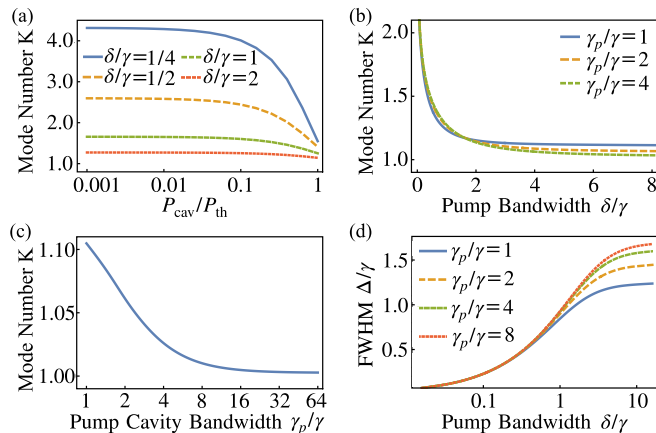 (a)
4.0
3.0
2.0
1.0
Mode Number K
δ/γ=1/4
δ/γ=1
δ/γ=1/2
δ/γ=2
0.001
0.01
0.1
1
P_cav/P_th
(b)
2.0
1.5
1.0
Mode Number K
γ_p/γ=1
γ_p/γ=2
γ_p/γ=4
0
2
4
6
8
Pump Bandwidth δ/γ
(c)
1.10
1.05
1.00
Mode Number K
1
2
4
8
16
32
64
Pump Cavity Bandwidth γ_p/γ
(d)
1.5
1.0
0.5
FWHM Δ/γ
γ_p/γ=1
γ_p/γ=2
γ_p/γ=4
γ_p/γ=8
0.1
1
10
Pump Bandwidth δ/γ